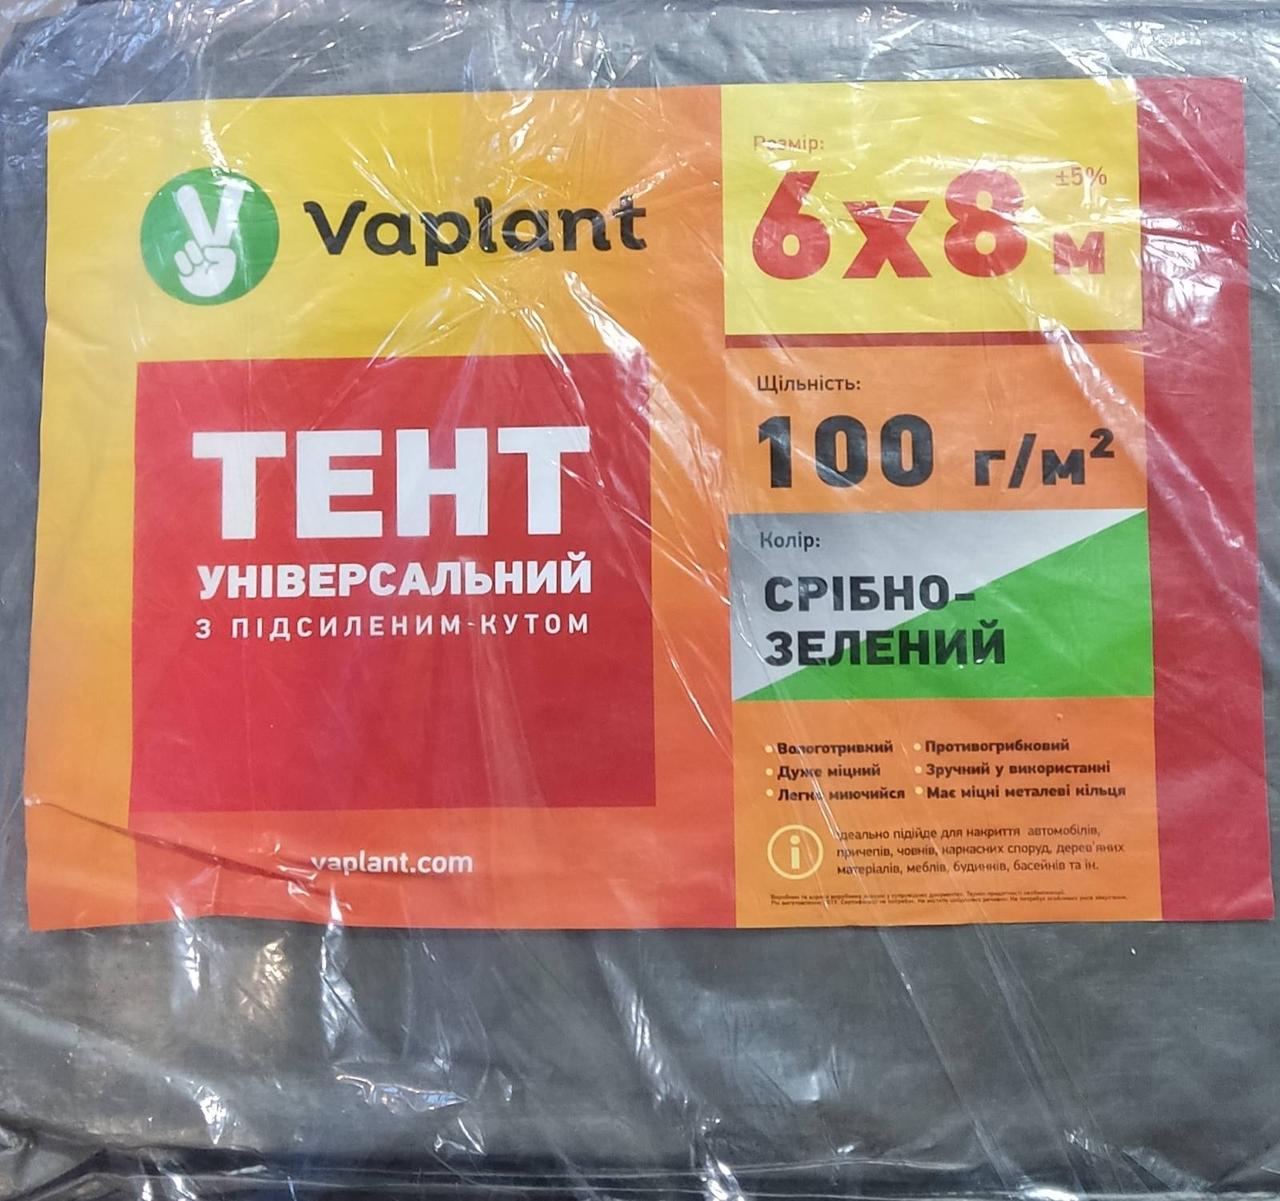 Vaplant
ТЕНТ
УНІВЕРСАЛЬНИЙ
З ПІДСИЛЕНИМ-КУТОМ
vaplant.com
Розмір:
6x8 м ±5%
Щільність:
100 г/м²
Колір:
СРІБНО-
ЗЕЛЕНИЙ
• Вологотривкий
• Дуже міцний
• Легко миючийся
• Противогрибковий
• Зручний у використанні
• Має міцні металеві кільця
Ідеально підійде для накриття автомобілів,
причепів, човнів, каркасних споруд, дерев'яних
матеріалів, меблів, будинків, басейнів та ін.